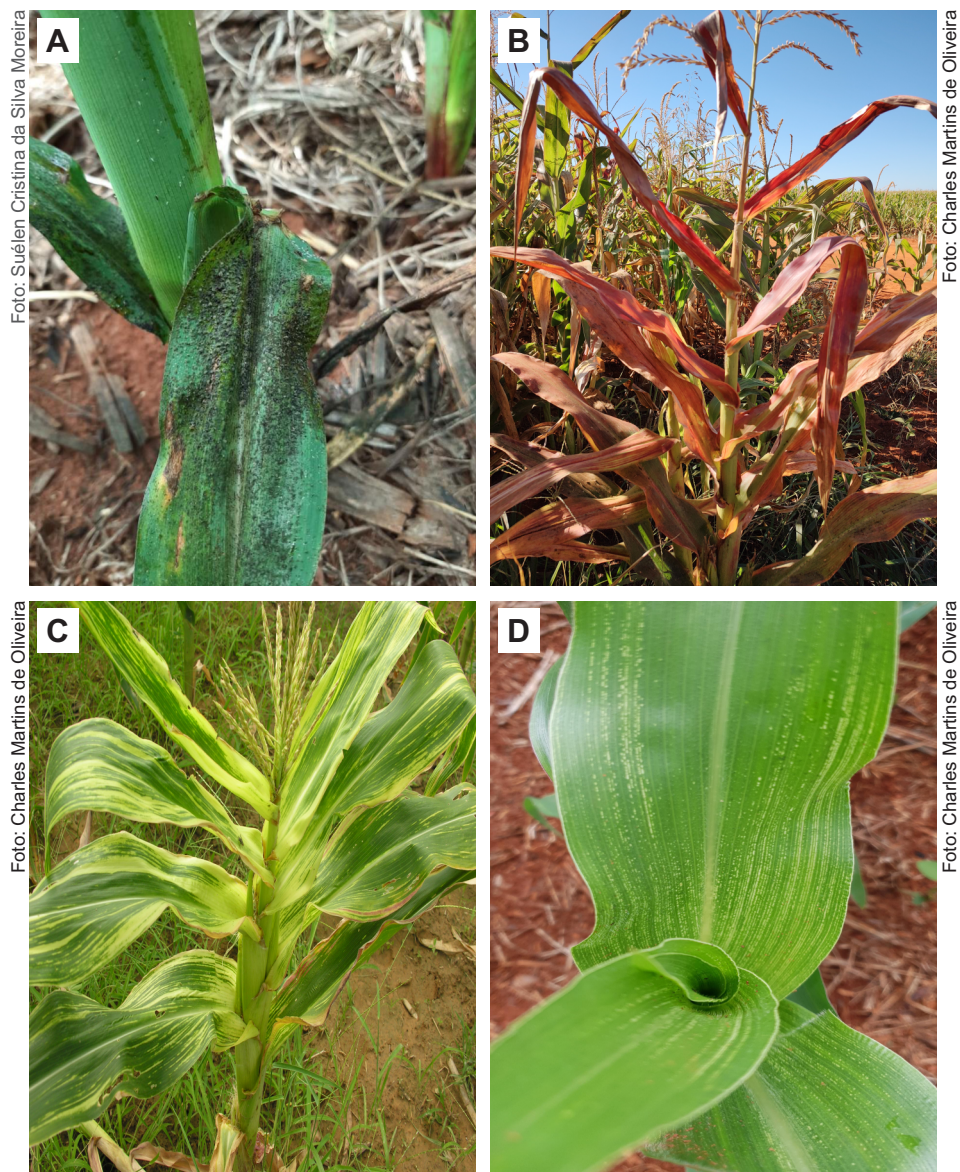 A
Foto: Suélen Cristina da Silva Moreira
B
Foto: Charles Martins de Oliveira
C
Foto: Charles Martins de Oliveira
D
Foto: Charles Martins de Oliveira